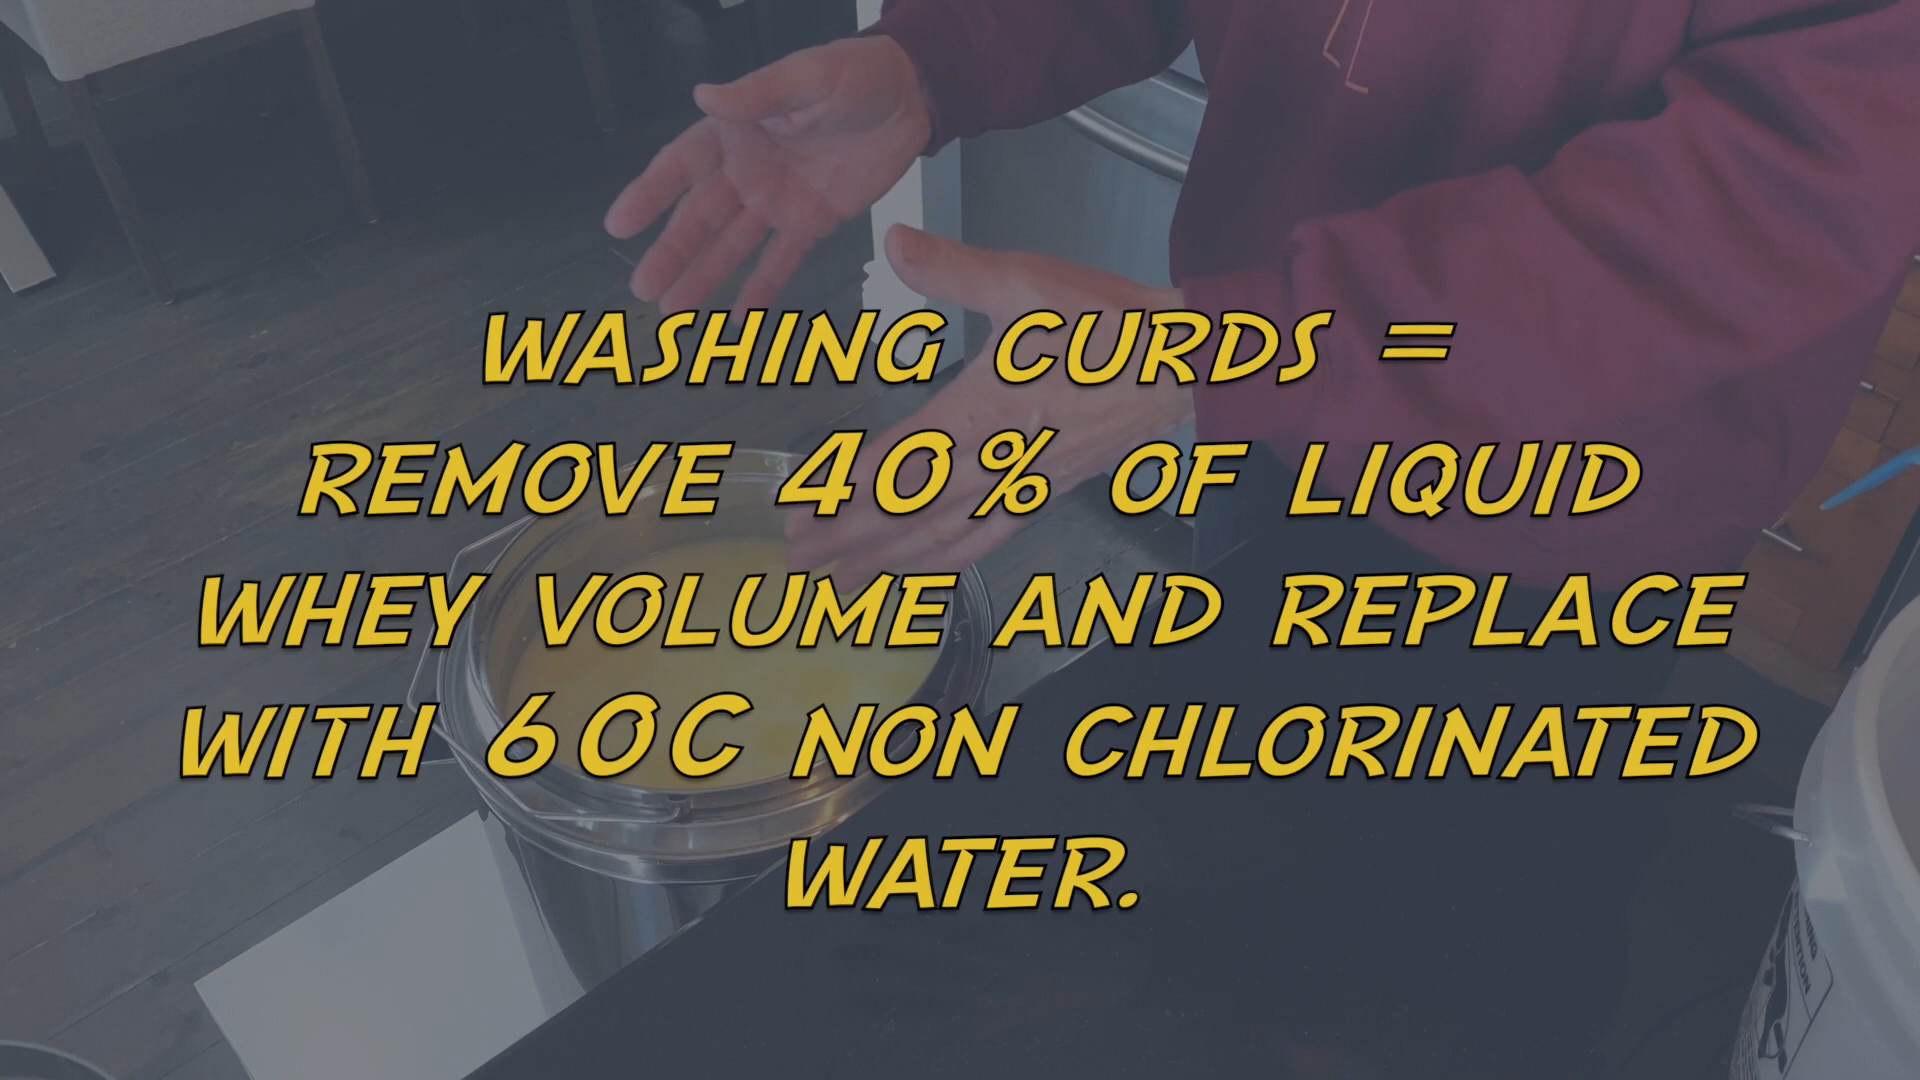 WASHING CURDS =
REMOVE 40% OF LIQUID
WHEY VOLUME AND REPLACE
WITH 60C NON CHLORINATED
WATER.